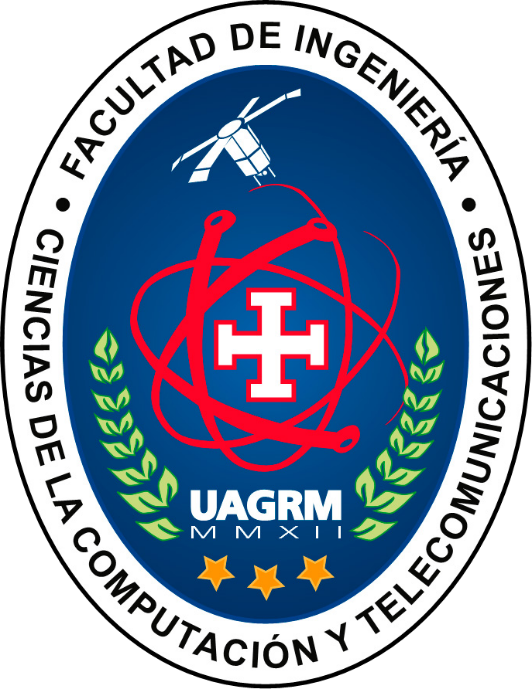 FACULTAD DE INGENIERÍA
CIENCIAS DE LA COMPUTACIÓN Y TELECOMUNICACIONES
UAGRM
MMXII